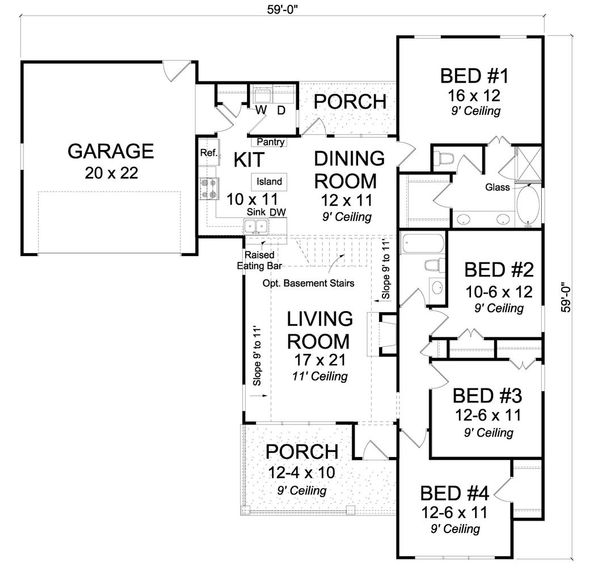 59'-0"
BED #1
16 x 12
9' Ceiling
PORCH
W D
GARAGE
20 x 22
Ref.
KIT
10 x 11
Pantry
Island
Sink DW
DINING
ROOM
12 x 11
9' Ceiling
Glass
Raised
Eating Bar
Opt. Basement Stairs
Slope 9' to 11'
BED #2
10-6 x 12
9' Ceiling
59'-0"
LIVING
ROOM
17 x 21
11' Ceiling
Slope 9' to 11'
BED #3
12-6 x 11
9' Ceiling
PORCH
12-4 x 10
9' Ceiling
BED #4
12-6 x 11
9' Ceiling